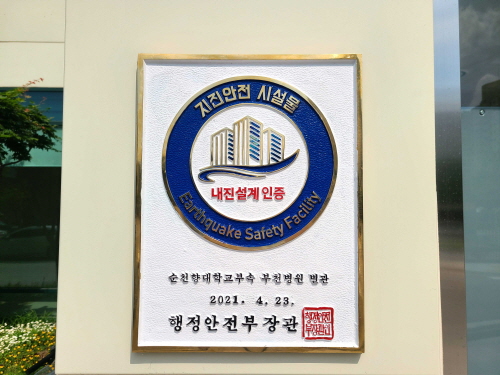 지진안전 시설물
내진설계인증
Earthquake Safety Facility
순천향대학교부속 부천병원 별관
2021. 4. 23.
행정안전부장관